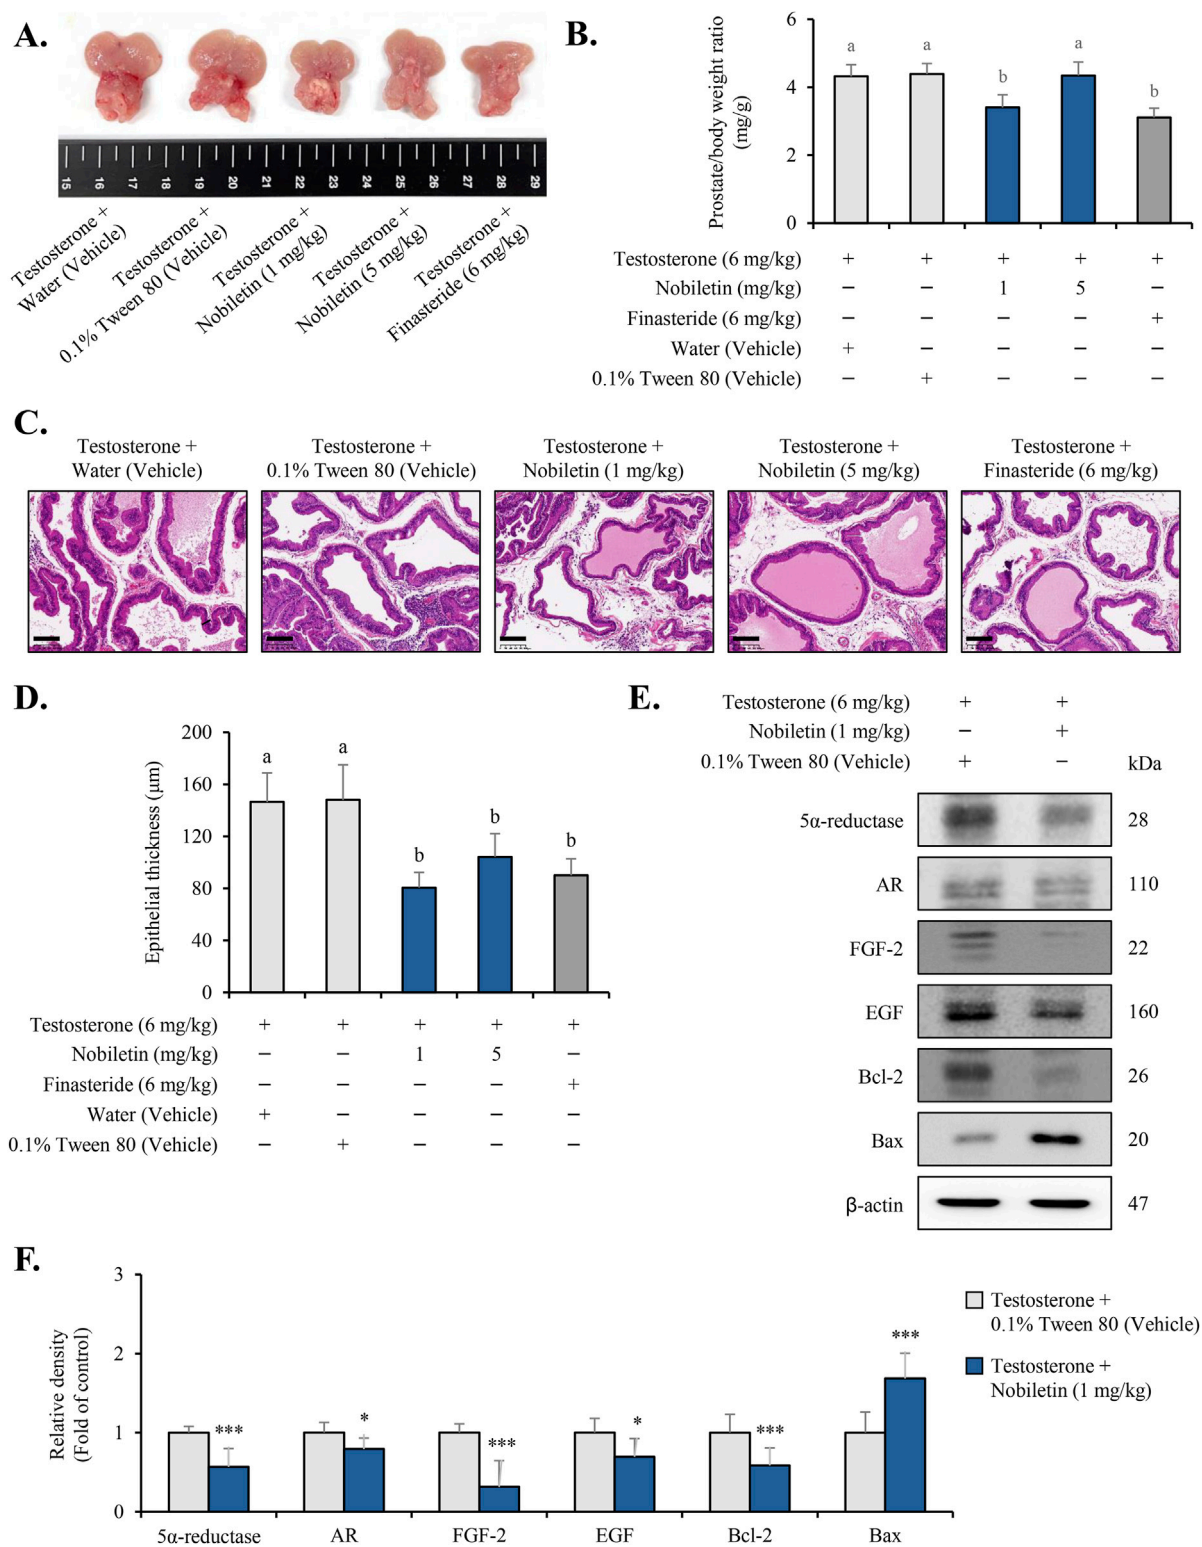 A.
15 16 17 18 19 20 21 22 23 24 25 26 27 28 29
Testosterone +
Water (Vehicle)
Testosterone +
0.1% Tween 80 (Vehicle)
Testosterone +
Nobiletin (1 mg/kg)
Testosterone +
Nobiletin (5 mg/kg)
Testosterone +
Finasteride (6 mg/kg)
B.
Prostate/body weight ratio
(mg/g)
6
4
2
0
a a b a b
Testosterone (6 mg/kg) + + + + +
Nobiletin (mg/kg) − − 1 5 −
Finasteride (6 mg/kg) − − − − +
Water (Vehicle) + − − − −
0.1% Tween 80 (Vehicle) − + − − −
C.
Testosterone +
Water (Vehicle)
Testosterone +
0.1% Tween 80 (Vehicle)
Testosterone +
Nobiletin (1 mg/kg)
Testosterone +
Nobiletin (5 mg/kg)
Testosterone +
Finasteride (6 mg/kg)
D.
Epithelial thickness (µm)
200
160
120
80
40
0
a a b b b
Testosterone (6 mg/kg) + + + + +
Nobiletin (mg/kg) − − 1 5 −
Finasteride (6 mg/kg) − − − − +
Water (Vehicle) + − − − −
0.1% Tween 80 (Vehicle) − + − − −
E.
Testosterone (6 mg/kg) + +
Nobiletin (1 mg/kg) − +
0.1% Tween 80 (Vehicle) + − kDa
5α-reductase 28
AR 110
FGF-2 22
EGF 160
Bcl-2 26
Bax 20
β-actin 47
F.
Relative density
(Fold of control)
3
2
1
0
*** * *** * *** ***
5α-reductase AR FGF-2 EGF Bcl-2 Bax
Testosterone +
0.1% Tween 80 (Vehicle)
Testosterone +
Nobiletin (1 mg/kg)